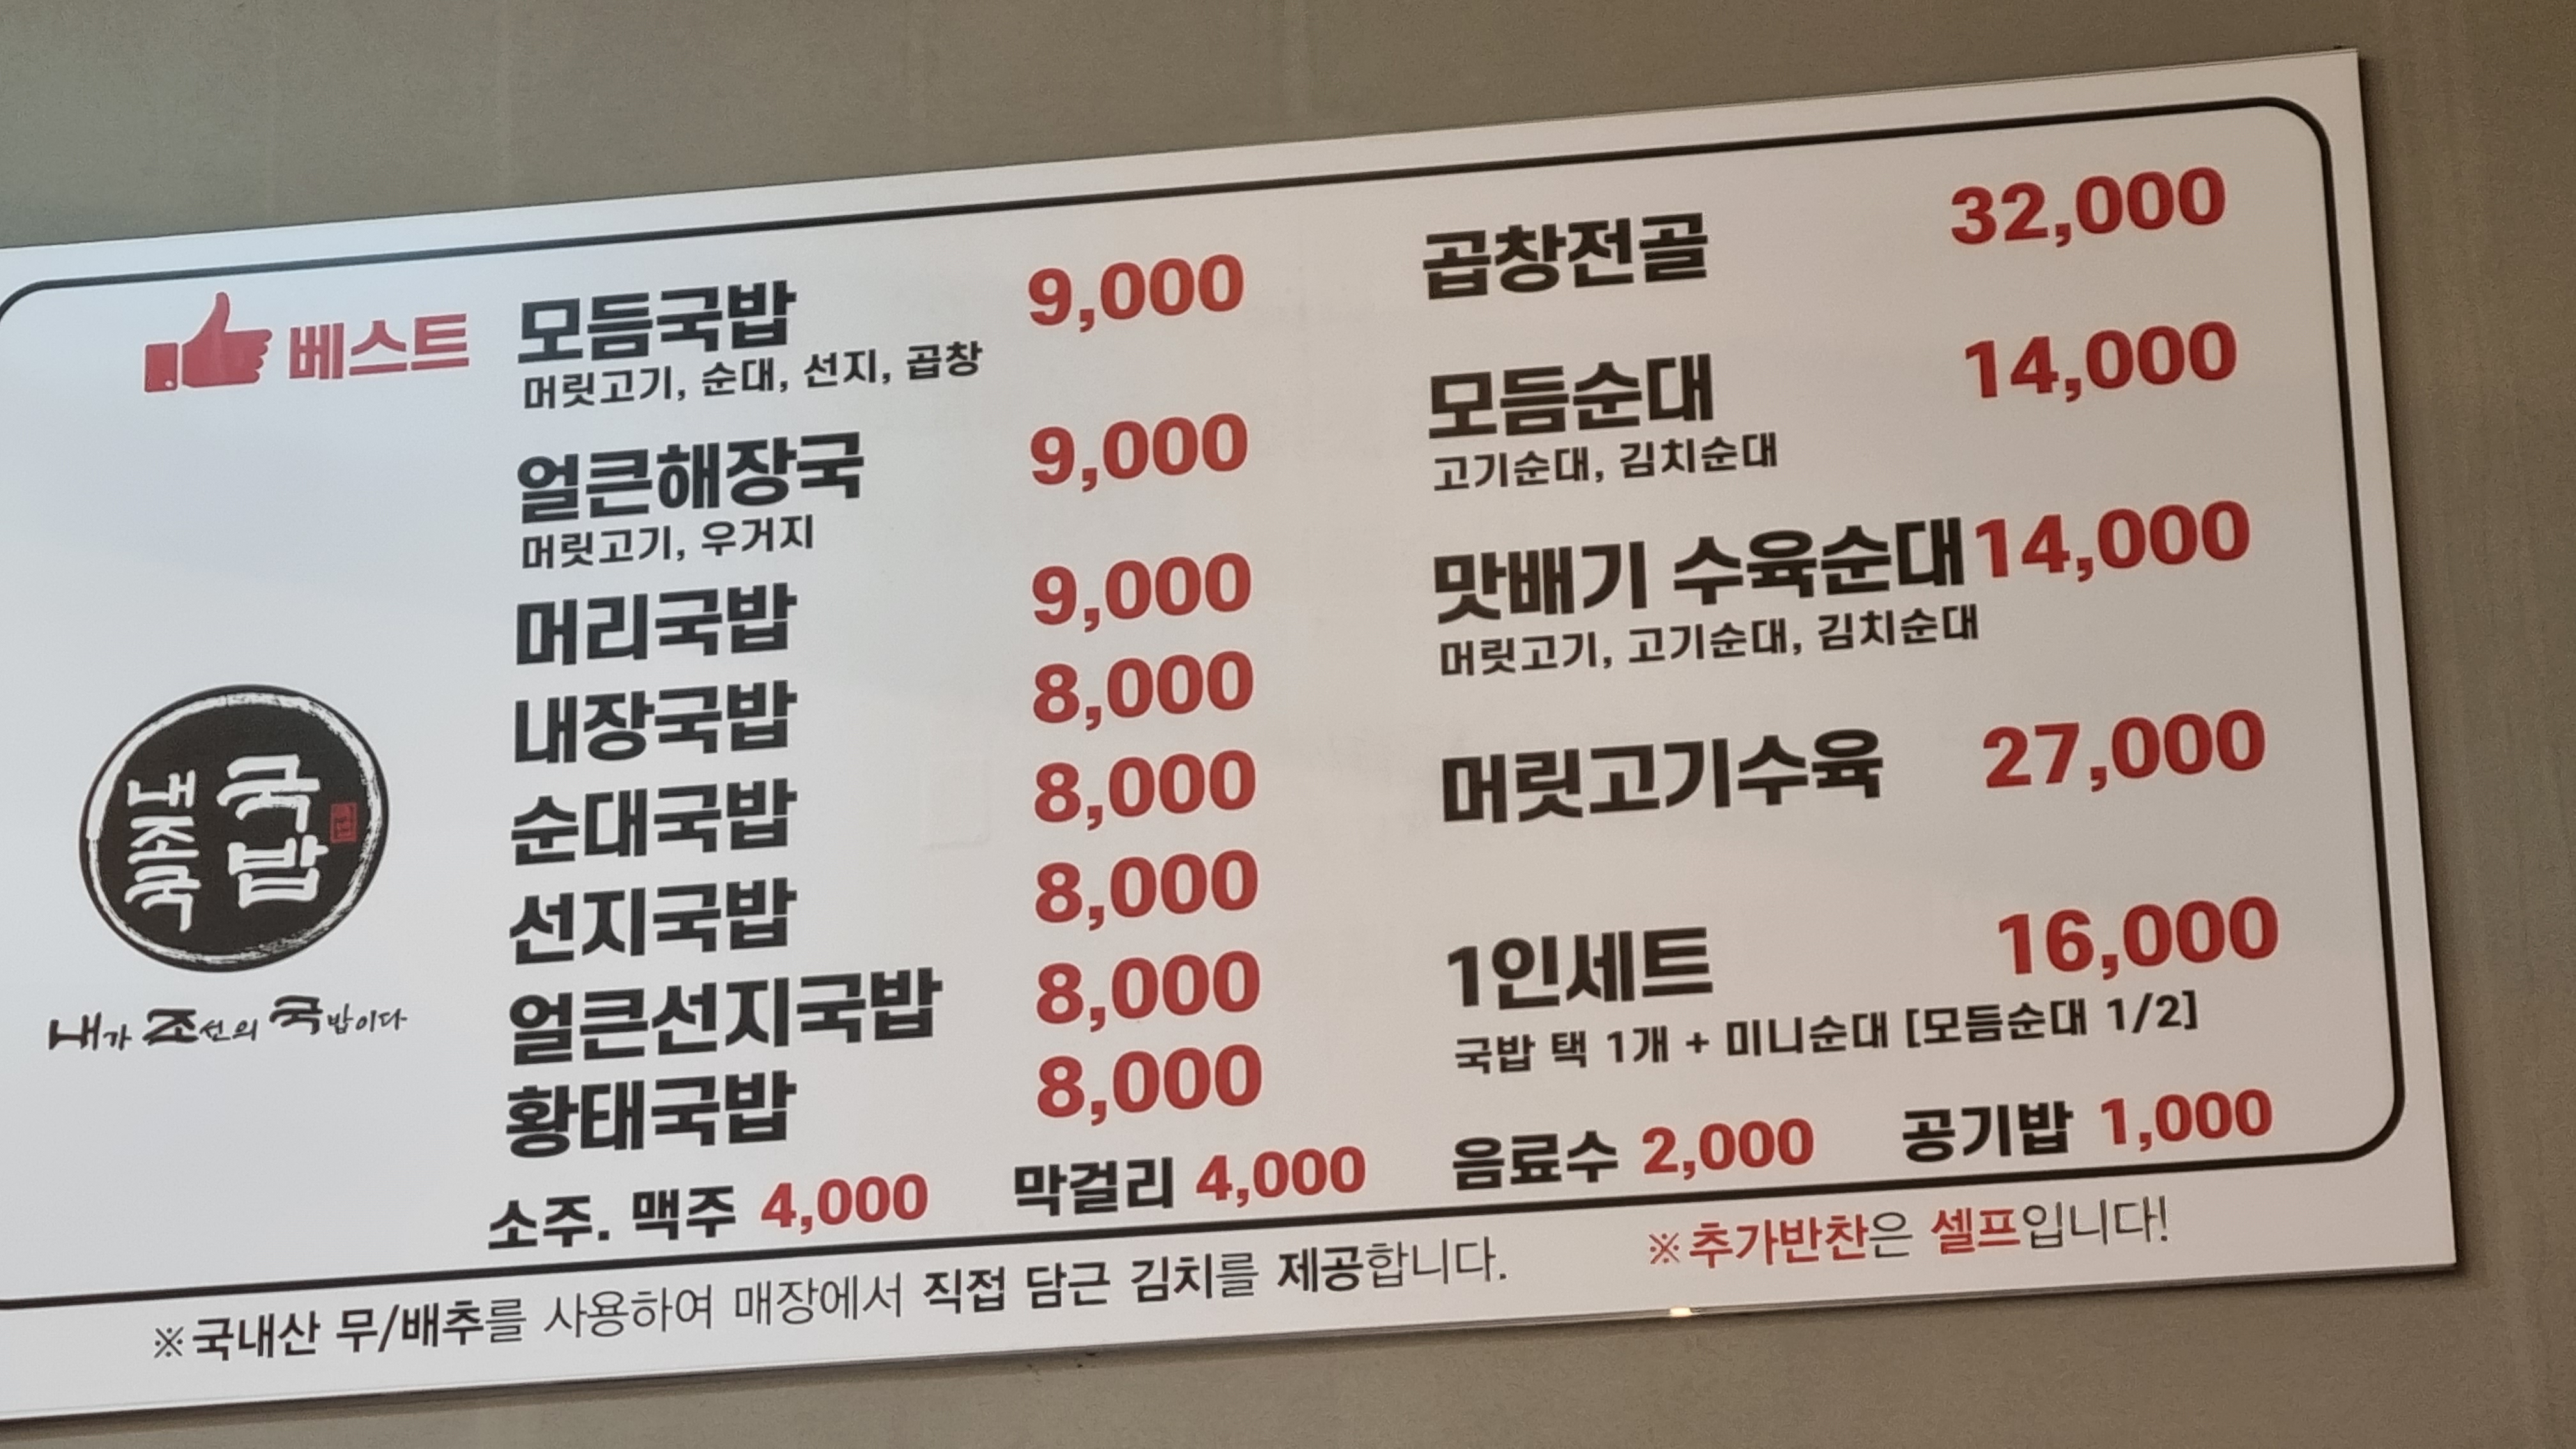 베스트
모듬국밥 9,000
머릿고기, 순대, 선지, 곱창
얼큰해장국 9,000
머릿고기, 우거지
머리국밥 9,000
내장국밥 8,000
순대국밥 8,000
선지국밥 8,000
얼큰선지국밥 8,000
황태국밥 8,000
소주. 맥주 4,000 막걸리 4,000
곱창전골 32,000
모듬순대 14,000
고기순대, 김치순대
맛배기 수육순대 14,000
머릿고기, 고기순대, 김치순대
머릿고기수육 27,000
1인세트 16,000
국밥 택 1개 + 미니순대 [모듬순대 1/2]
음료수 2,000 공기밥 1,000
내조국
국밥
내가 조선의 국밥이다
※국내산 무/배추를 사용하여 매장에서 직접 담근 김치를 제공합니다.
※추가반찬은 셀프입니다!